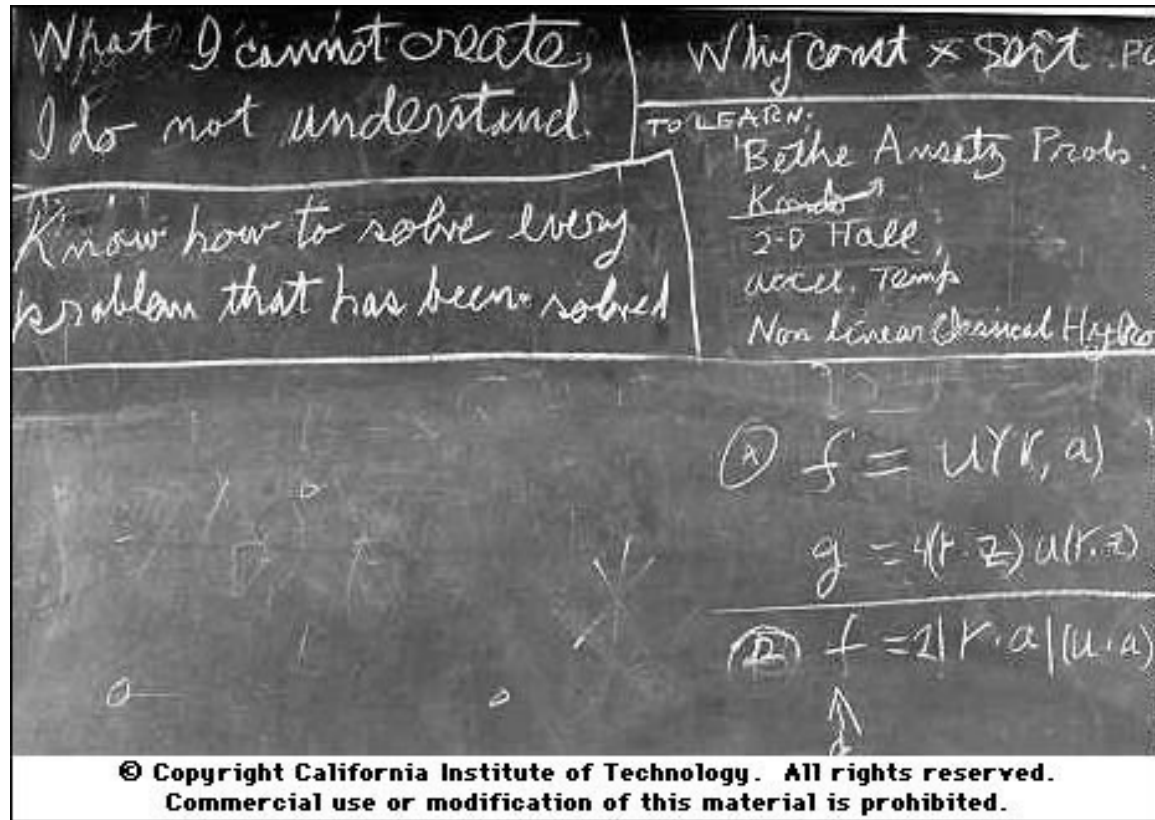 What I cannot create,
I do not understand.
Know how to solve every
problem that has been solved
Why const × sort . PO
TO LEARN:
Bethe Ansatz Probs.
Kondo
2-D Hall
accel. Temp
Non linear Classical Hydro
Ⓐ f = u(r, a)
g = 4(r·z) u(r·z)
f = 2|r·a|(u·a)
© Copyright California Institute of Technology. All rights reserved.
Commercial use or modification of this material is prohibited.